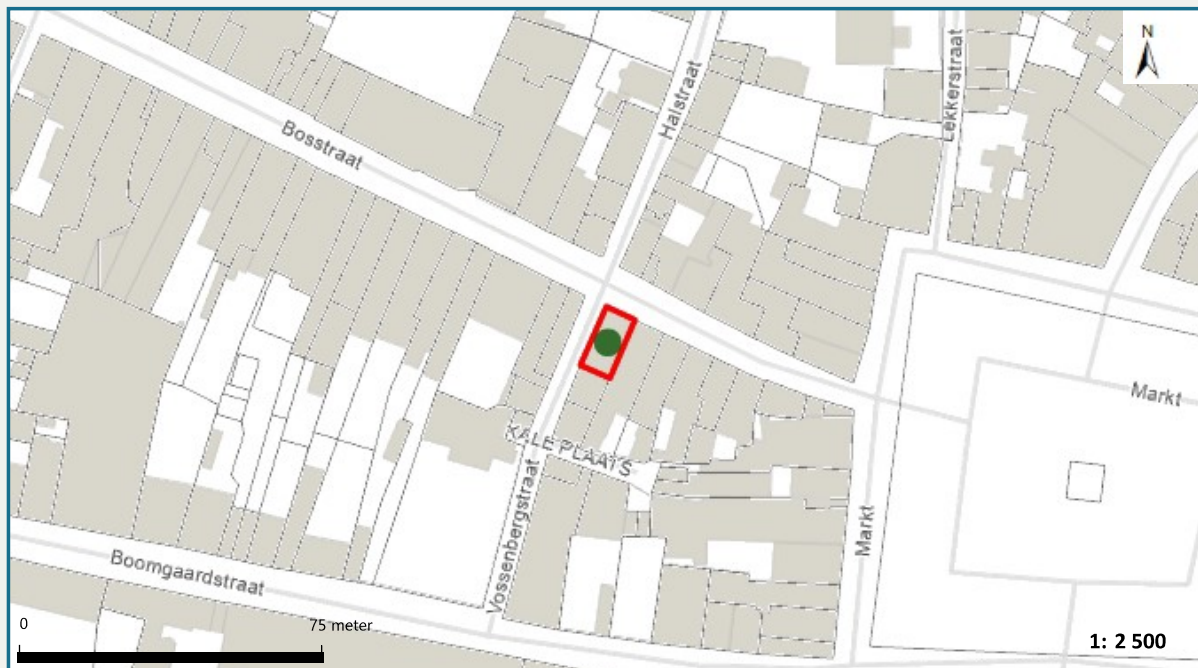 N
Lekkerstraat
Halstraat
Bosstraat
Markt
KALE PLAATS
Vossenbergstraat
Markt
Boomgaardstraat
0 75 meter
1: 2 500